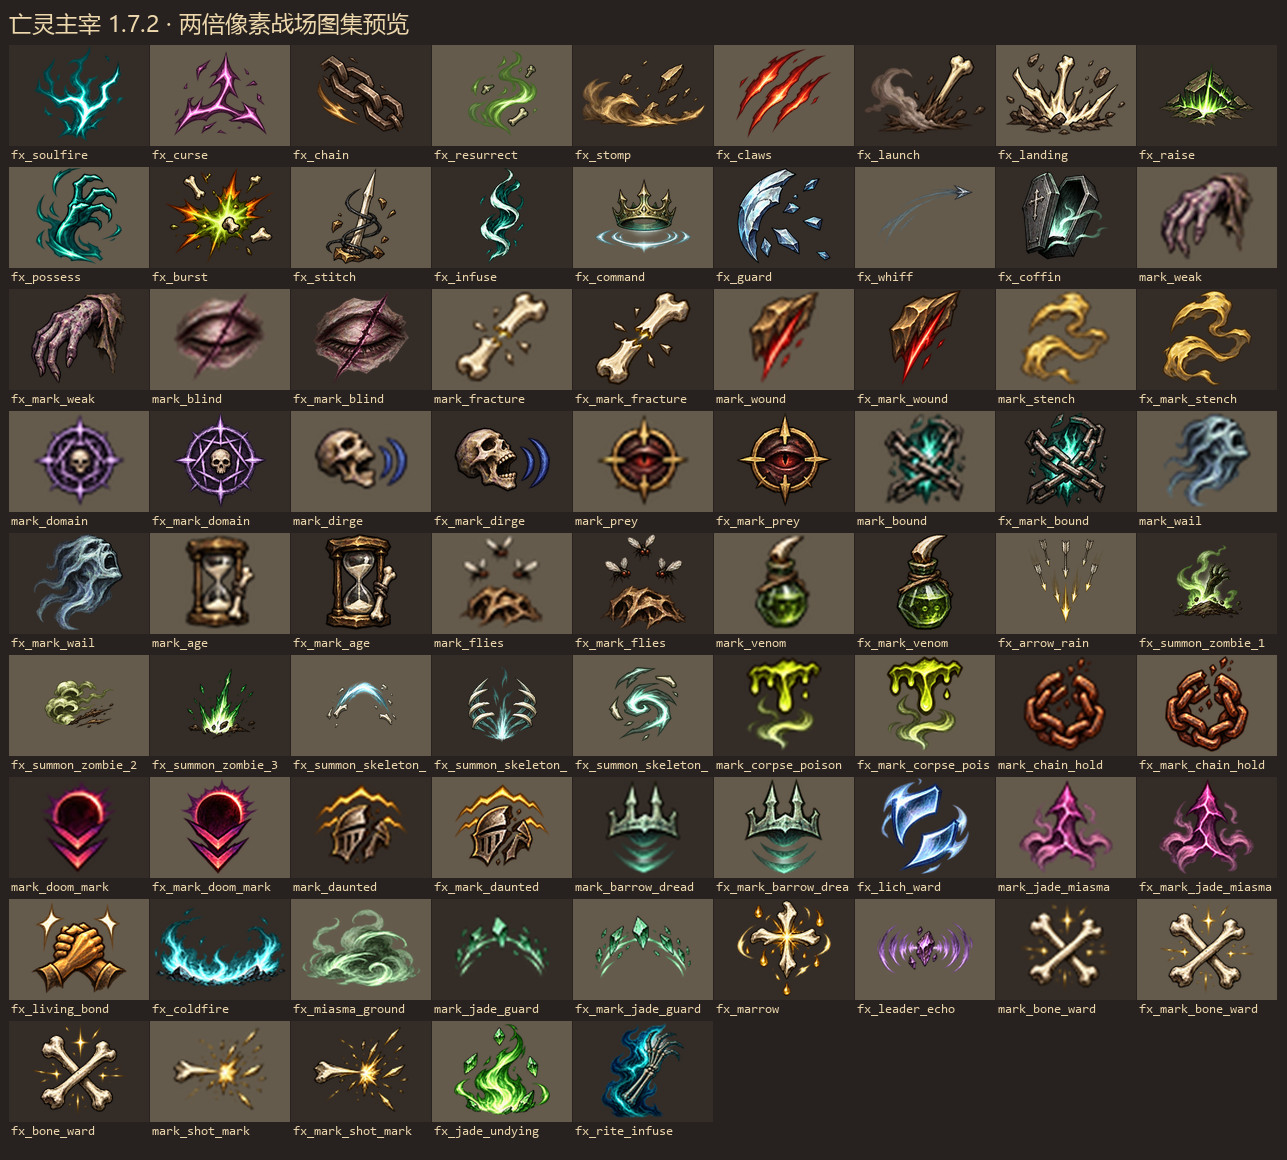 亡灵主宰 1.7.2 · 两倍像素战场图集预览
fx_soulfire fx_curse fx_chain fx_resurrect fx_stomp fx_claws fx_launch fx_landing fx_raise
fx_possess fx_burst fx_stitch fx_infuse fx_command fx_guard fx_whiff fx_coffin mark_weak
fx_mark_weak mark_blind fx_mark_blind mark_fracture fx_mark_fracture mark_wound fx_mark_wound mark_stench fx_mark_stench
mark_domain fx_mark_domain mark_dirge fx_mark_dirge mark_prey fx_mark_prey mark_bound fx_mark_bound mark_wail
fx_mark_wail mark_age fx_mark_age mark_flies fx_mark_flies mark_venom fx_mark_venom fx_arrow_rain fx_summon_zombie_1
fx_summon_zombie_2 fx_summon_zombie_3 fx_summon_skeleton_ fx_summon_skeleton_ fx_summon_skeleton_ mark_corpse_poison fx_mark_corpse_pois mark_chain_hold fx_mark_chain_hold
mark_doom_mark fx_mark_doom_mark mark_daunted fx_mark_daunted mark_barrow_dread fx_mark_barrow_drea fx_lich_ward mark_jade_miasma fx_mark_jade_miasma
fx_living_bond fx_coldfire fx_miasma_ground mark_jade_guard fx_mark_jade_guard fx_marrow fx_leader_echo mark_bone_ward fx_mark_bone_ward
fx_bone_ward mark_shot_mark fx_mark_shot_mark fx_jade_undying fx_rite_infuse